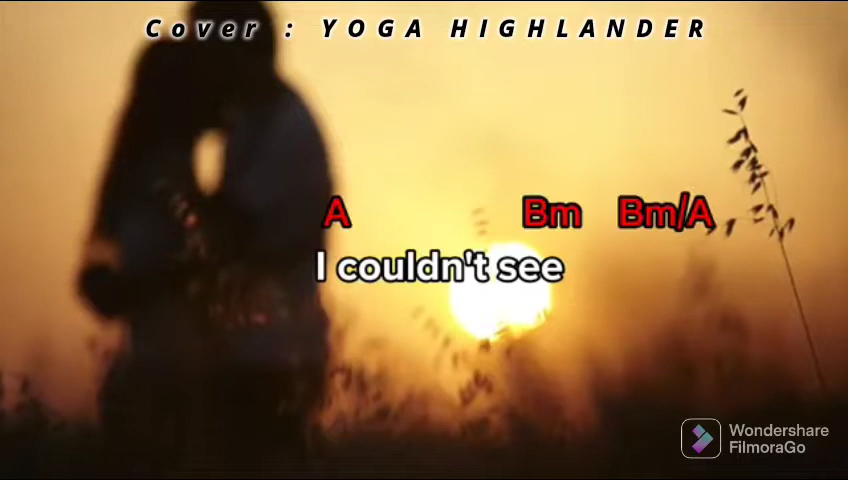 Cover : YOGA HIGHLANDER
A Bm Bm/A
I couldn't see
Wondershare
FilmoraGo